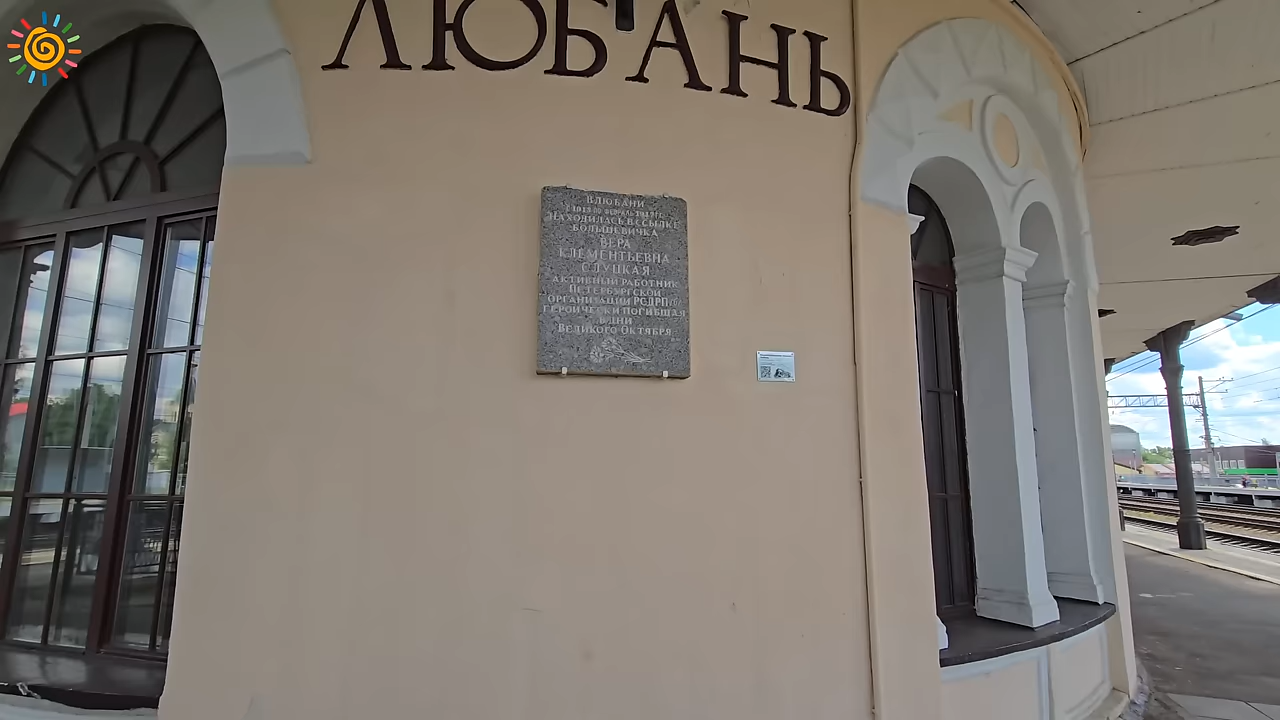 ЛЮБАНЬ
В ЛЮБАНИ
НАХОДИЛАСЬ В ССЫЛКЕ
БОЛЬШЕВИЧКА
ВЕРА
КЛЕМЕНТЬЕВНА
СЛУЦКАЯ
АКТИВНЫЙ РАБОТНИК
ПЕТЕРБУРГСКОЙ
ОРГАНИЗАЦИИ РСДРП(б)
ГЕРОИЧЕСКИ ПОГИБШАЯ
В ДНИ
ВЕЛИКОГО ОКТЯБРЯ